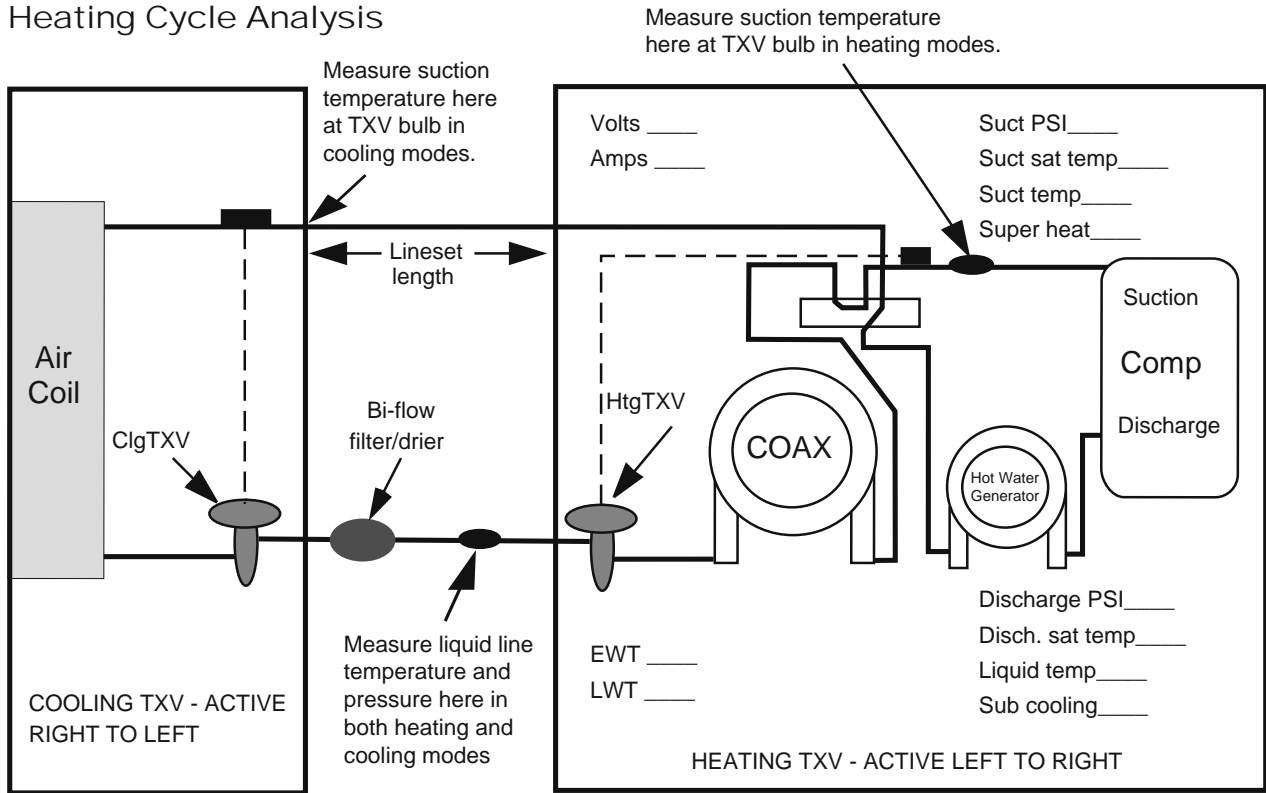 Heating Cycle Analysis
Measure suction temperature
here at TXV bulb in heating modes.
Measure suction
temperature here
at TXV bulb in
cooling modes.
Volts ____
Amps ____
Suct PSI____
Suct sat temp____
Suct temp____
Super heat____
Lineset
length
Air
Coil
ClgTXV
Bi-flow
filter/drier
HtgTXV
COAX
Hot Water
Generator
Suction
Comp
Discharge
Measure liquid line
temperature and
pressure here in
both heating and
cooling modes
EWT ____
LWT ____
Discharge PSI____
Disch. sat temp____
Liquid temp____
Sub cooling____
COOLING TXV - ACTIVE
RIGHT TO LEFT
HEATING TXV - ACTIVE LEFT TO RIGHT